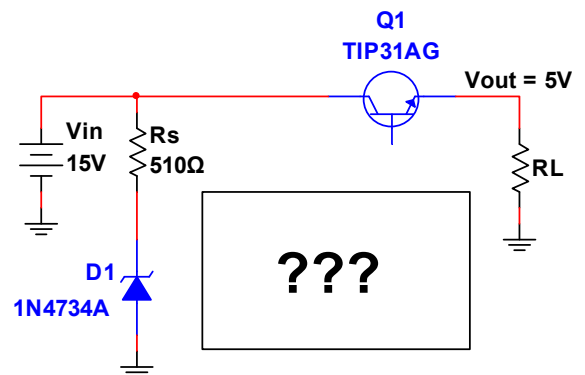 Q1
TIP31AG
Vout = 5V
Vin
15V
Rs
510Ω
RL
D1
1N4734A
???